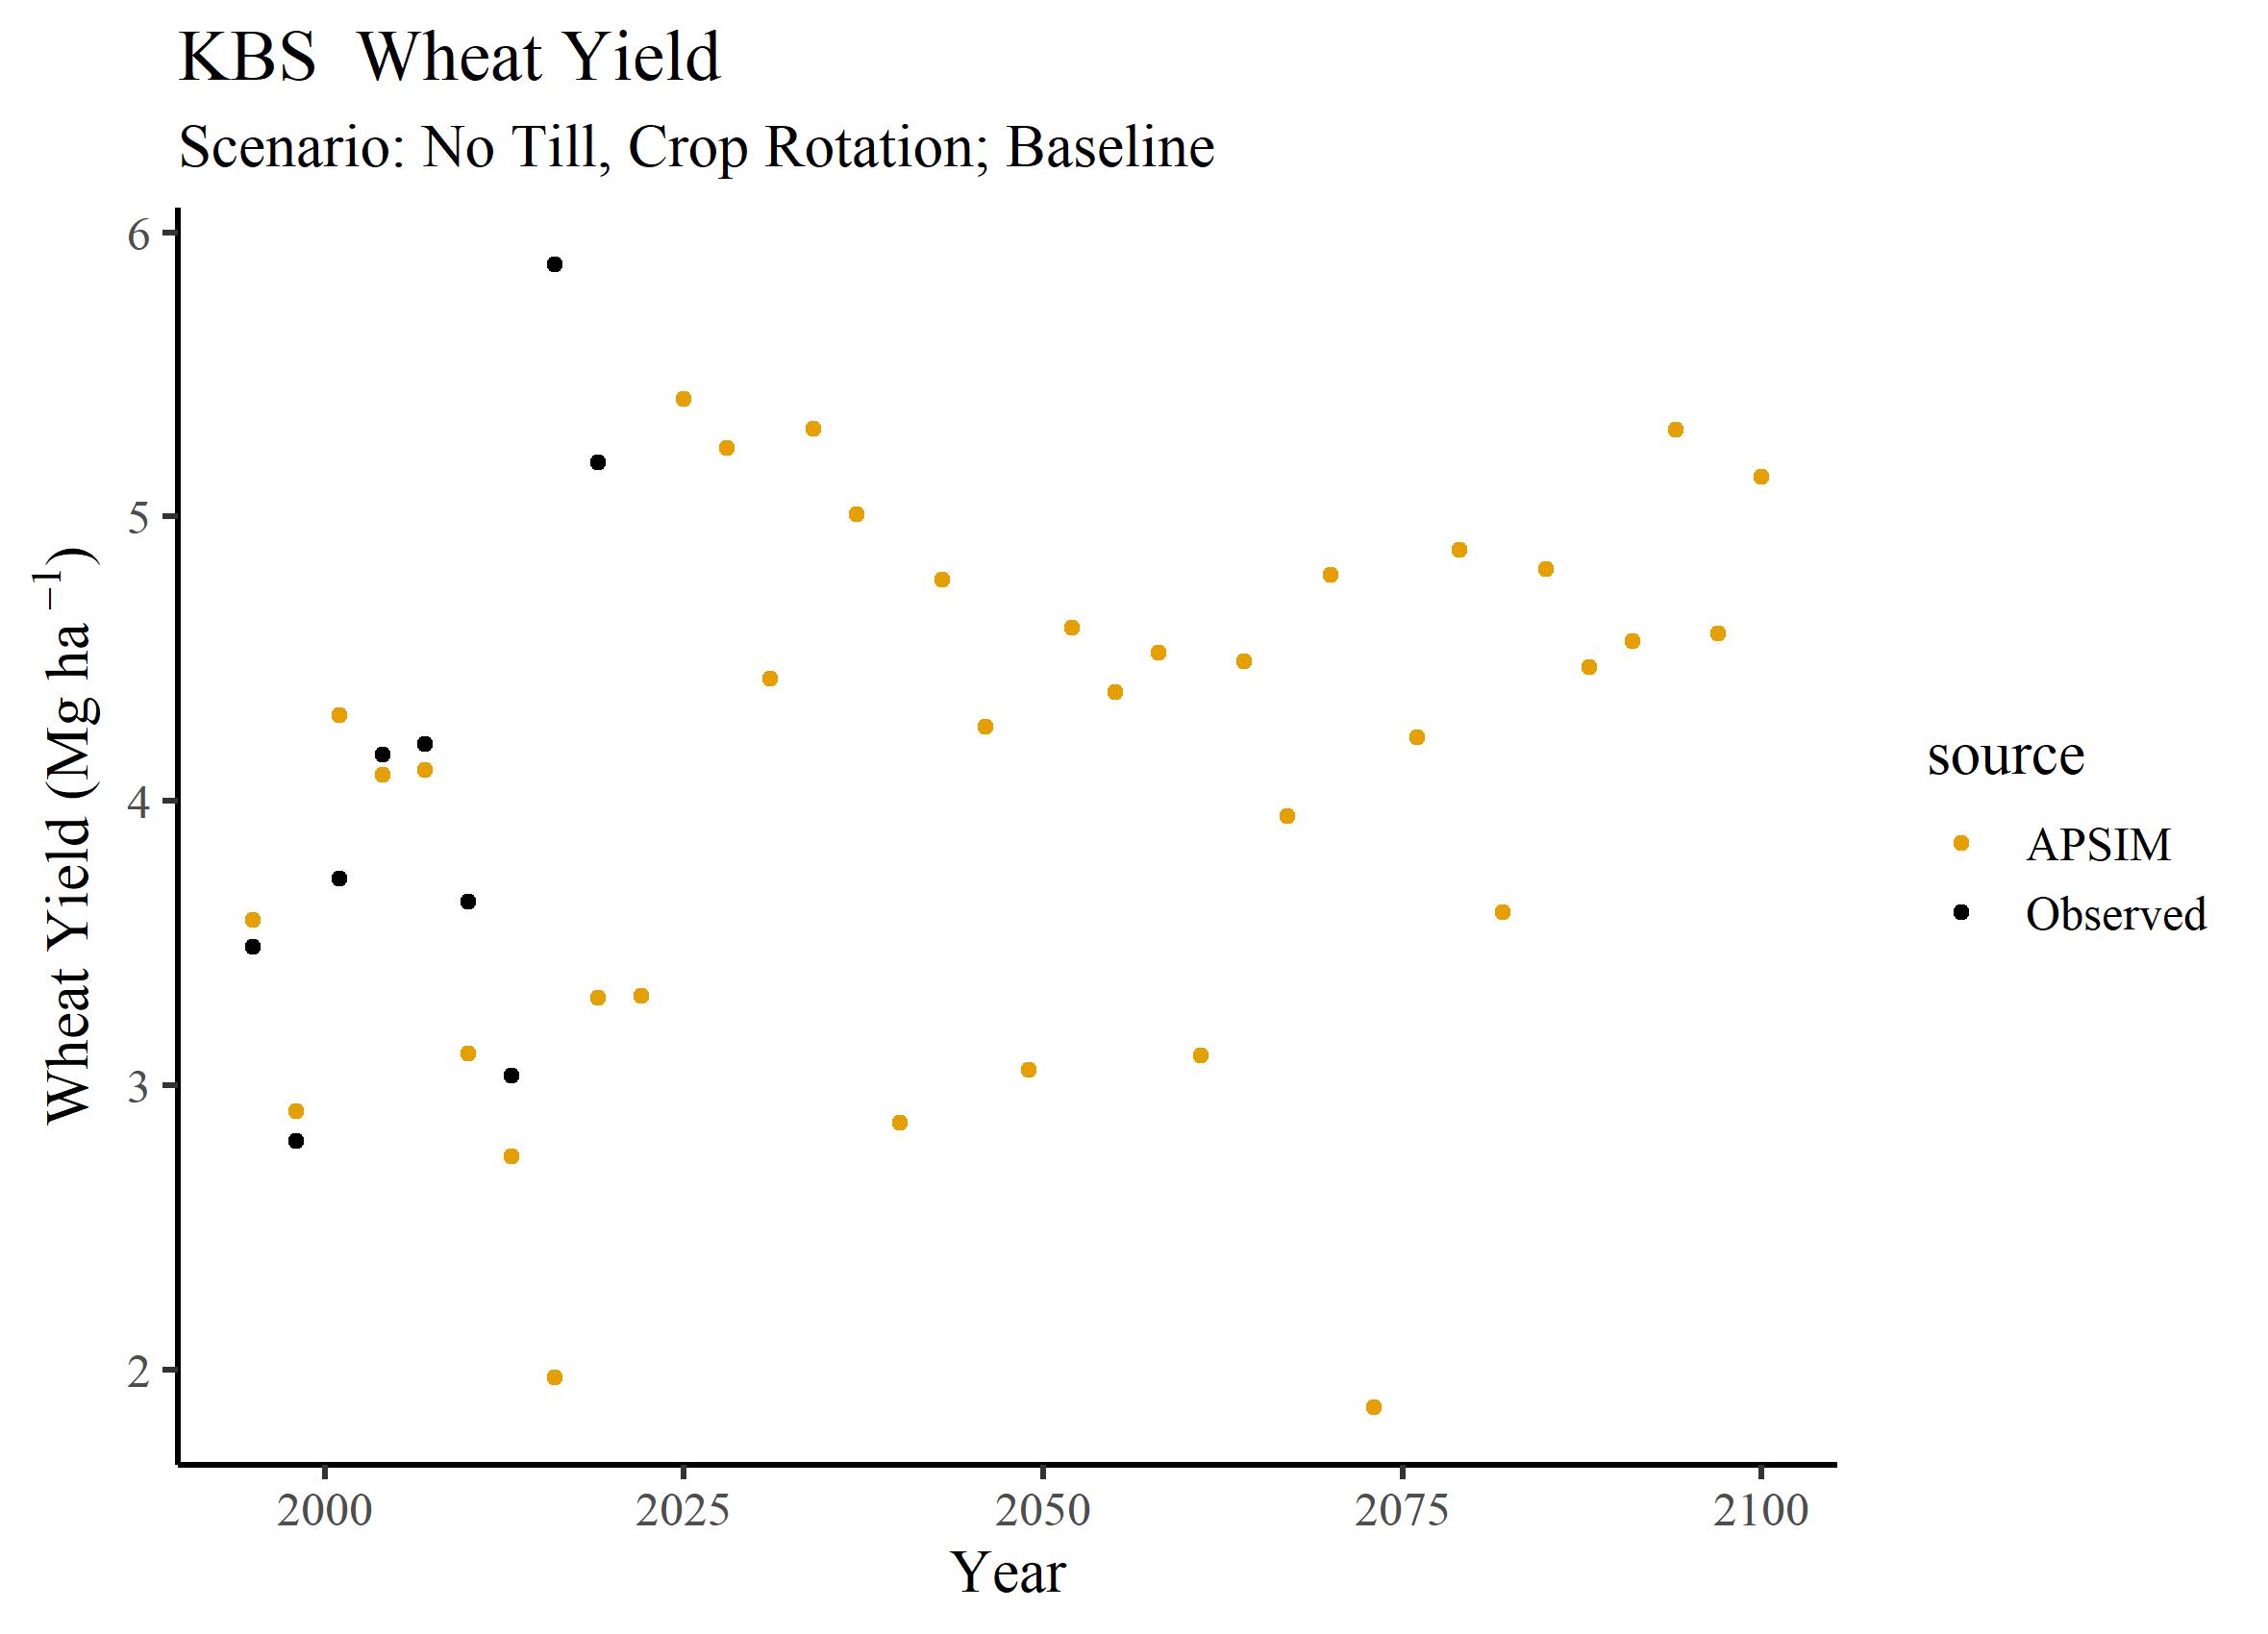 KBS  Wheat Yield
Scenario: No Till, Crop Rotation; Baseline
Wheat Yield (Mg ha⁻¹)
6
5
4
3
2
2000
2025
2050
2075
2100
Year
source
APSIM
Observed